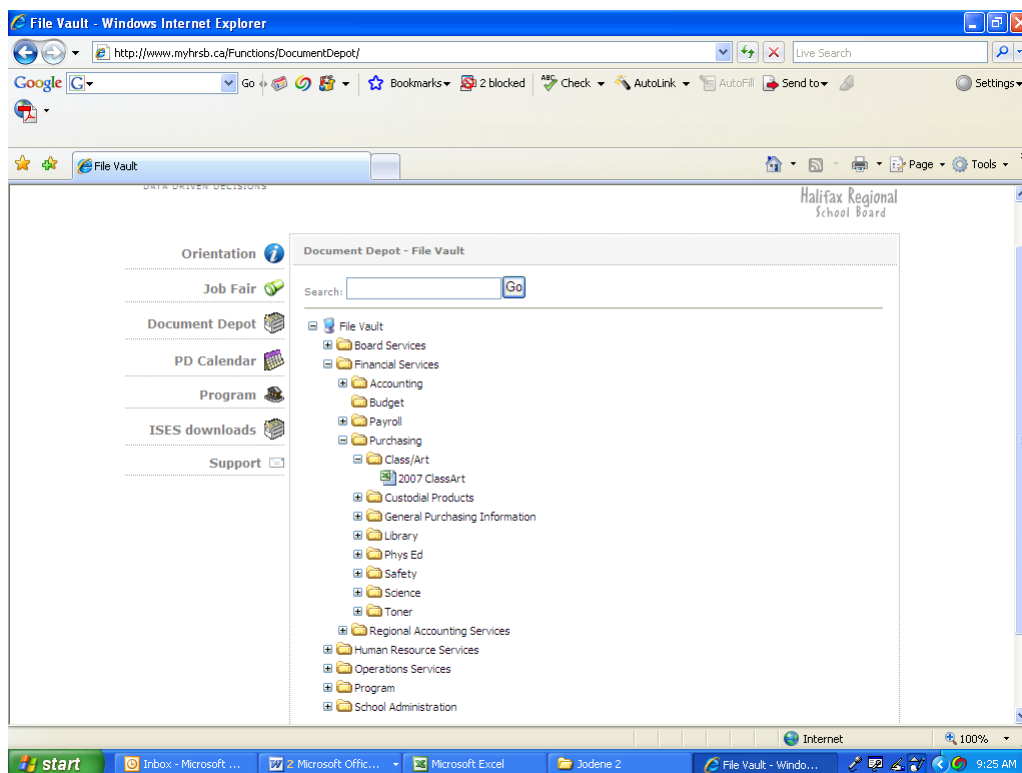 File Vault - Windows Internet Explorer
http://www.myhrsb.ca/Functions/DocumentDepot/
Live Search
Google G Go Bookmarks 2 blocked ABC Check AutoLink AutoFill Send to Settings
File Vault
Page Tools
DATA DRIVEN DECISIONS
Halifax Regional
School Board
Orientation
Job Fair
Document Depot
PD Calendar
Program
ISES downloads
Support
Document Depot - File Vault
Search: Go
File Vault
Board Services
Financial Services
Accounting
Budget
Payroll
Purchasing
Class/Art
2007 ClassArt
Custodial Products
General Purchasing Information
Library
Phys Ed
Safety
Science
Toner
Regional Accounting Services
Human Resource Services
Operations Services
Program
School Administration
Internet 100%
start Inbox - Microsoft ... 2 Microsoft Offic... Microsoft Excel Jodene 2 File Vault - Windo... 9:25 AM